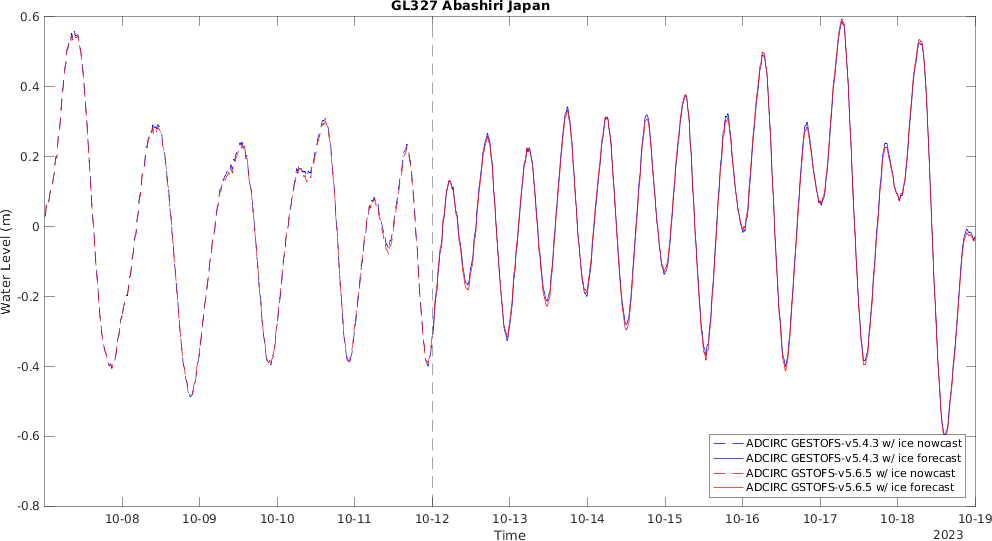 GL327 Abashiri Japan
0.6
0.4
0.2
0
-0.2
-0.4
-0.6
-0.8
Water Level (m)
ADCIRC GESTOFS-v5.4.3 w/ ice nowcast
ADCIRC GESTOFS-v5.4.3 w/ ice forecast
ADCIRC GSTOFS-v5.6.5 w/ ice nowcast
ADCIRC GSTOFS-v5.6.5 w/ ice forecast
10-08 10-09 10-10 10-11 10-12 10-13 10-14 10-15 10-16 10-17 10-18 10-19
Time
2023